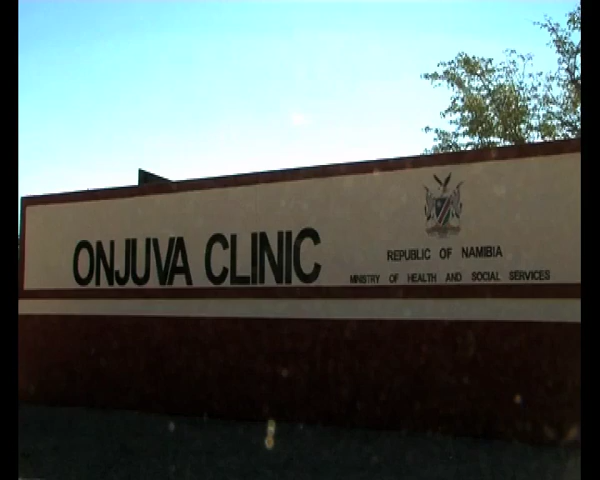 ONJUVA CLINIC
REPUBLIC OF NAMIBIA
MINISTRY OF HEALTH AND SOCIAL SERVICES